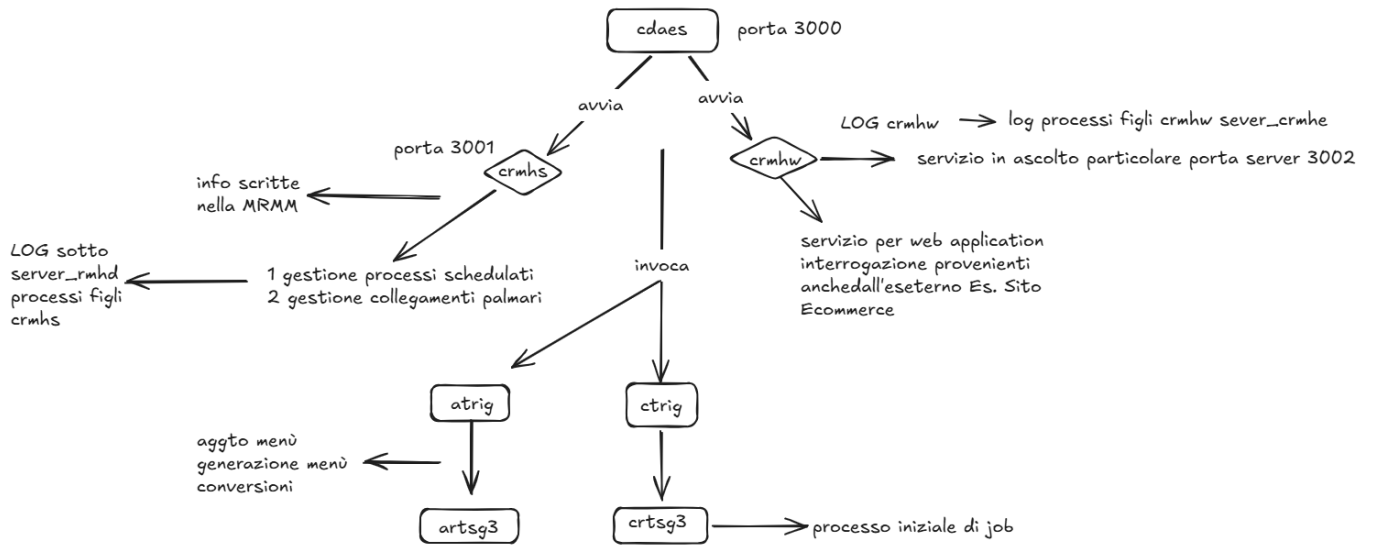 cdaes
porta 3000
avvia
avvia
LOG crmhw
log processi figli crmhw sever_crmhe
porta 3001
crmhs
crmhw
servizio in ascolto particolare porta server 3002
info scritte
nella MRMM
servizio per web application
interrogazione provenienti
anchedall'eseterno Es. Sito
Ecommerce
LOG sotto
server_rmhd
processi figli
crmhs
1 gestione processi schedulati
2 gestione collegamenti palmari
invoca
atrig
ctrig
aggto menù
generazione menù
conversioni
artsg3
crtsg3
processo iniziale di job